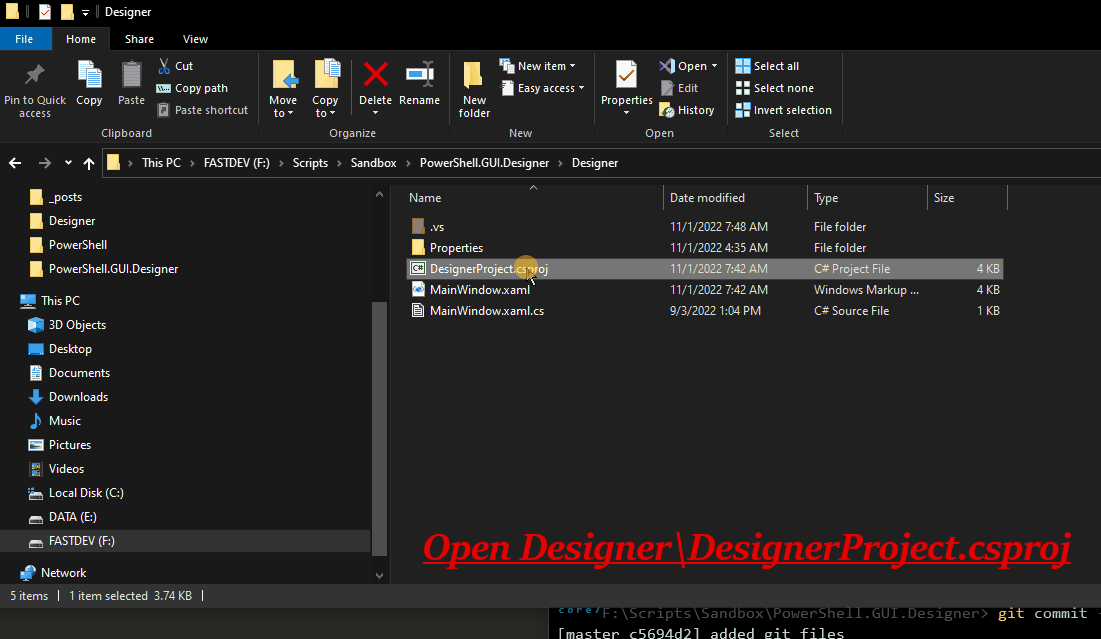 Designer
File Home Share View
Pin to Quick access
Copy
Paste
Cut
Copy path
Paste shortcut
Clipboard
Move to
Copy to
Delete
Rename
Organize
New folder
New item
Easy access
New
Properties
Open
Edit
History
Open
Select all
Select none
Invert selection
Select
This PC > FASTDEV (F:) > Scripts > Sandbox > PowerShell.GUI.Designer > Designer
_posts
Designer
PowerShell
PowerShell.GUI.Designer
This PC
3D Objects
Desktop
Documents
Downloads
Music
Pictures
Videos
Local Disk (C:)
DATA (E:)
FASTDEV (F:)
Network
Name Date modified Type Size
.vs 11/1/2022 7:48 AM File folder
Properties 11/1/2022 4:35 AM File folder
C# DesignerProject.csproj 11/1/2022 7:42 AM C# Project File 4 KB
MainWindow.xaml 11/1/2022 7:42 AM Windows Markup ... 4 KB
MainWindow.xaml.cs 9/3/2022 1:04 PM C# Source File 1 KB
Open Designer\DesignerProject.csproj
5 items 1 item selected 3.74 KB
F:\Scripts\Sandbox\PowerShell.GUI.Designer> git commit
[master c5694d2] added git files